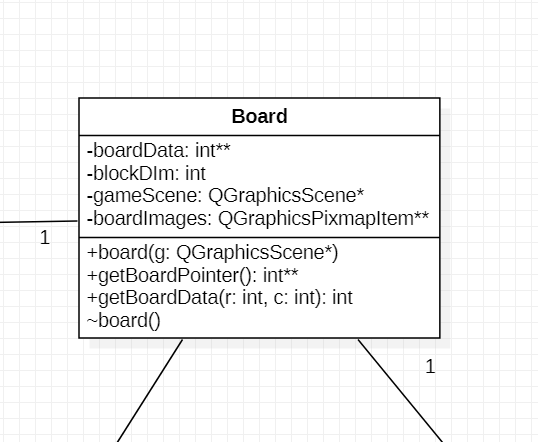 Board
-boardData: int**
-blockDIm: int
-gameScene: QGraphicsScene*
-boardImages: QGraphicsPixmapItem**
1
+board(g: QGraphicsScene*)
+getBoardPointer(): int**
+getBoardData(r: int, c: int): int
~board()
1